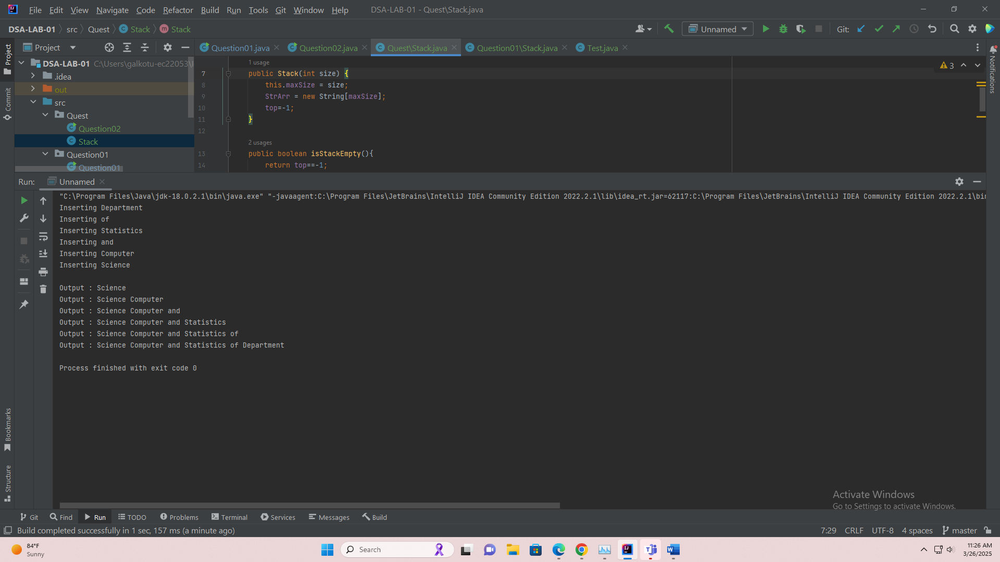 File Edit View Navigate Code Refactor Build Run Tools Git Window Help DSA-LAB-01 - Quest\Stack.java
DSA-LAB-01 src Quest Stack Stack Unnamed Git:
Project Question01.java Question02.java Quest\Stack.java Question01\Stack.java Test.java
DSA-LAB-01 C:\Users\galkotu-ec22053\
.idea
out
src
Quest
Question02
Stack
Question01
Question01
1 usage
7 public Stack(int size) {
8 this.maxSize = size;
9 StrArr = new String[maxSize];
10 top=-1;
11 }
12
2 usages
13 public boolean isStackEmpty(){
14 return top==-1;
3
Project
Commit
Bookmarks
Structure
Notifications
Run: Unnamed
"C:\Program Files\Java\jdk-18.0.2.1\bin\java.exe" "-javaagent:C:\Program Files\JetBrains\IntelliJ IDEA Community Edition 2022.2.1\lib\idea_rt.jar=62117:C:\Program Files\JetBrains\IntelliJ IDEA Community Edition 2022.2.1\bin
Inserting Department
Inserting of
Inserting Statistics
Inserting and
Inserting Computer
Inserting Science
Output : Science
Output : Science Computer
Output : Science Computer and
Output : Science Computer and Statistics
Output : Science Computer and Statistics of
Output : Science Computer and Statistics of Department
Process finished with exit code 0
Activate Windows
Go to Settings to activate Windows.
Git Find Run TODO Problems Terminal Services Messages Build
Build completed successfully in 1 sec, 157 ms (a minute ago) 7:29 CRLF UTF-8 4 spaces master
84°F
Sunny
Search
11:26 AM
3/26/2025